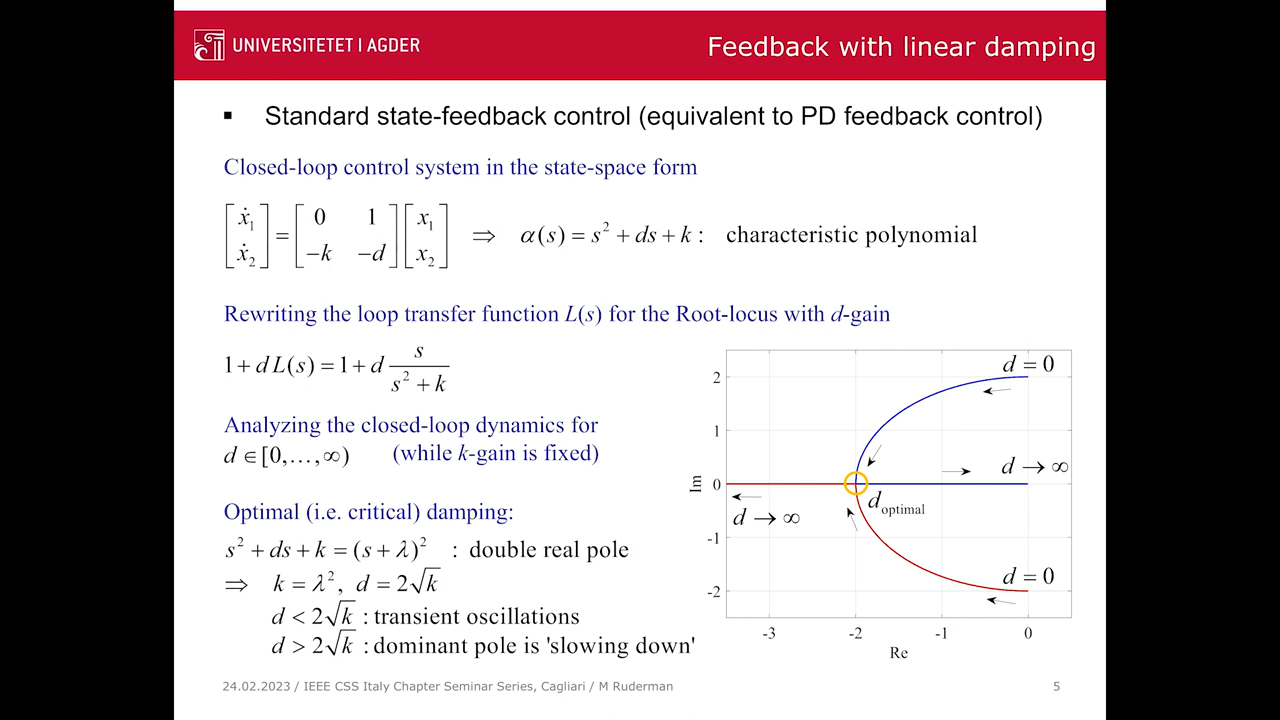 UNIVERSITETET I AGDER
Feedback with linear damping
▪ Standard state-feedback control (equivalent to PD feedback control)
Closed-loop control system in the state-space form
[ẋ₁; ẋ₂] = [0 1; −k −d] [x₁; x₂] ⇒ α(s) = s² + ds + k : characteristic polynomial
Rewriting the loop transfer function L(s) for the Root-locus with d-gain
1 + d L(s) = 1 + d s / (s² + k)
Analyzing the closed-loop dynamics for
d ∈ [0,…,∞) (while k-gain is fixed)
Optimal (i.e. critical) damping:
s² + ds + k = (s + λ)² : double real pole
⇒ k = λ², d = 2√k
d < 2√k : transient oscillations
d > 2√k : dominant pole is 'slowing down'
d = 0
2
1
d → ∞
0
Im
d optimal
d → ∞
-1
d = 0
-2
-3 -2 -1 0
Re
24.02.2023 / IEEE CSS Italy Chapter Seminar Series, Cagliari / M Ruderman
5